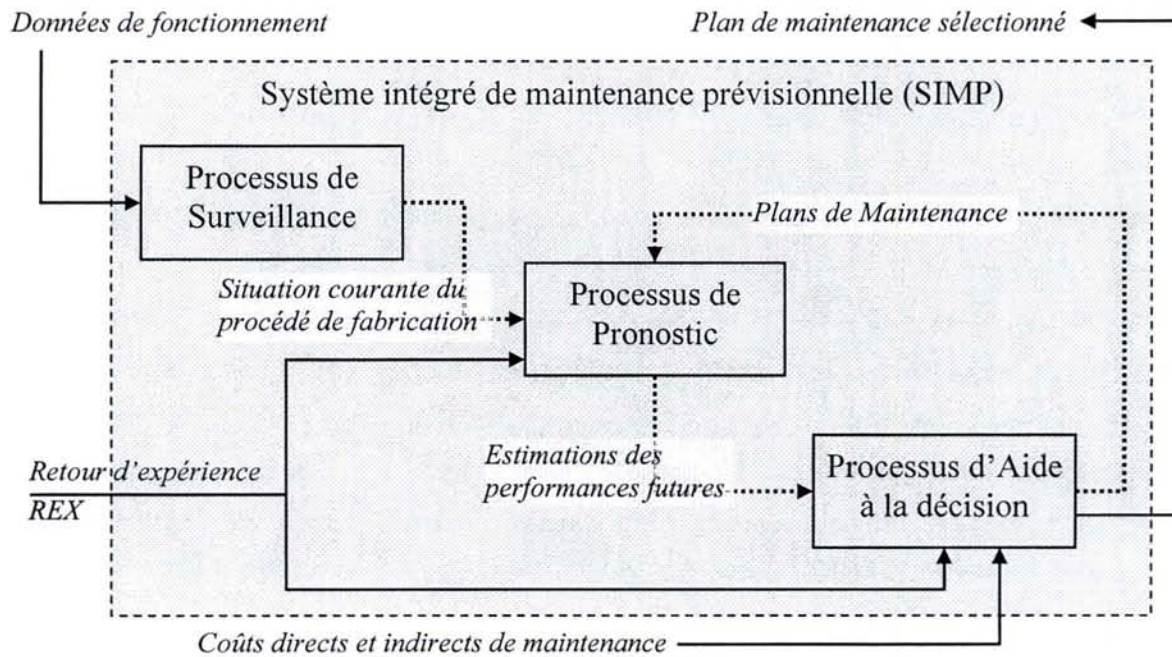 Données de fonctionnement
Plan de maintenance sélectionné
Système intégré de maintenance prévisionnelle (SIMP)
Processus de
Surveillance
Plans de Maintenance
Situation courante du
procédé de fabrication
Processus de
Pronostic
Retour d'expérience
REX
Estimations des
performances futures
Processus d'Aide
à la décision
Coûts directs et indirects de maintenance